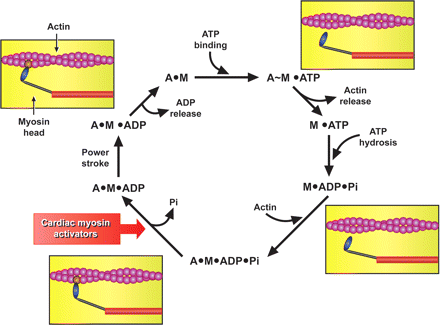 Actin
Myosin
head
ATP
binding
A•M
A~M •ATP
ADP
release
Actin
release
A•M •ADP
M •ATP
Power
stroke
ATP
hydrosis
A•M•ADP
M•ADP•Pi
Pi
Actin
Cardiac myosin
activators
A•M•ADP•Pi